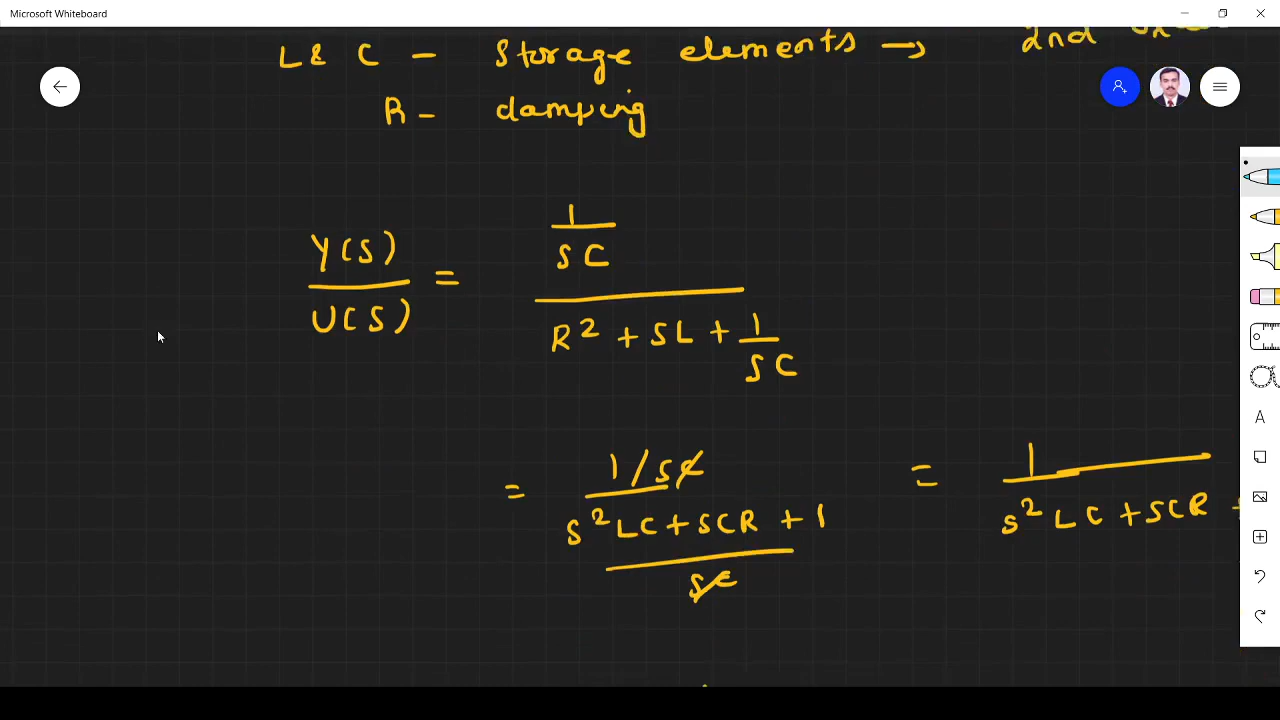 Microsoft Whiteboard
L & C - Storage elements → 2nd
R - damping
Y(S) / U(S) = (1 / SC) / (R² + SL + 1 / SC)
= (1/SC) / ((S²LC + SCR + 1) / SC) = 1 / (S²LC + SCR +
A